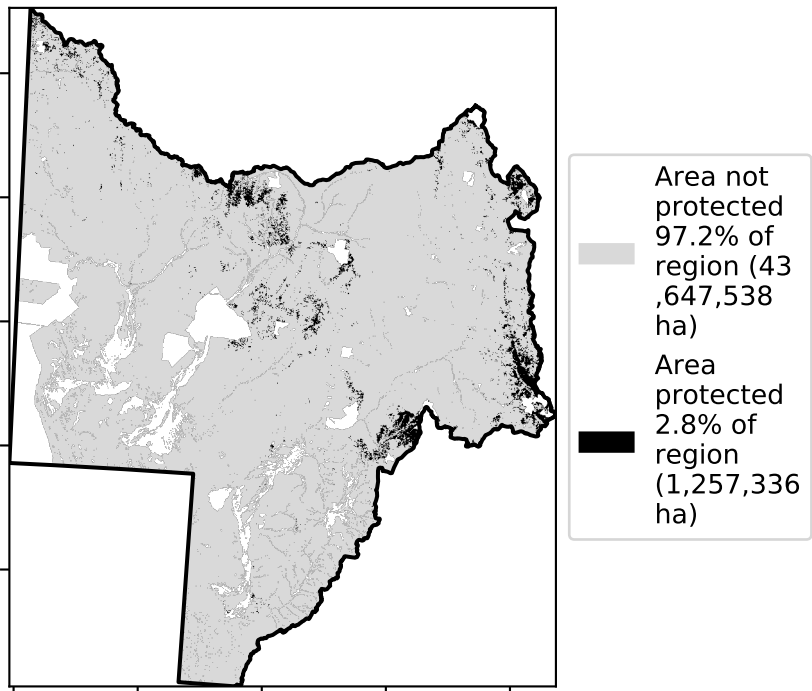 Area not
protected
97.2% of
region (43
,647,538
ha)
Area
protected
2.8% of
region
(1,257,336
ha)